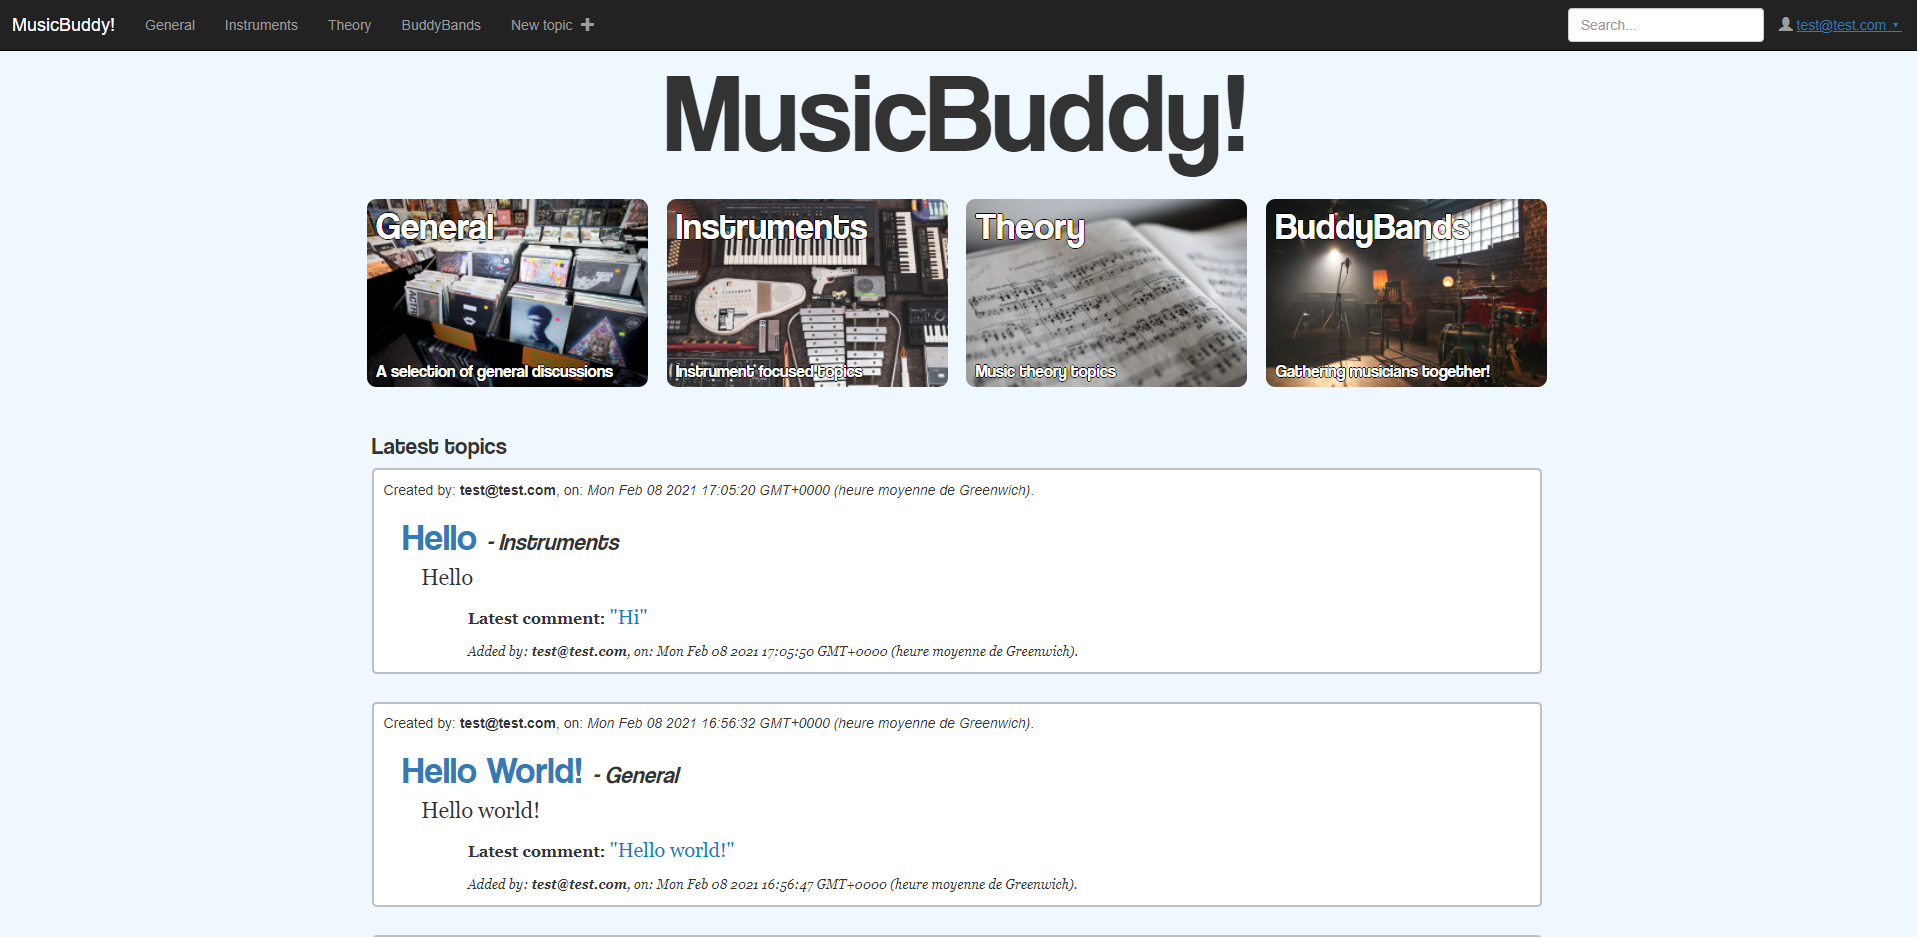 MusicBuddy! General Instruments Theory BuddyBands New topic Search... test@test.com
MusicBuddy!
General
A selection of general discussions
Instruments
Instrument focused topics
Theory
Music theory topics
BuddyBands
Gathering musicians together!
Latest topics
Created by: test@test.com, on: Mon Feb 08 2021 17:05:20 GMT+0000 (heure moyenne de Greenwich).
Hello - Instruments
Hello
Latest comment: "Hi"
Added by: test@test.com, on: Mon Feb 08 2021 17:05:50 GMT+0000 (heure moyenne de Greenwich).
Created by: test@test.com, on: Mon Feb 08 2021 16:56:32 GMT+0000 (heure moyenne de Greenwich).
Hello World! - General
Hello world!
Latest comment: "Hello world!"
Added by: test@test.com, on: Mon Feb 08 2021 16:56:47 GMT+0000 (heure moyenne de Greenwich).